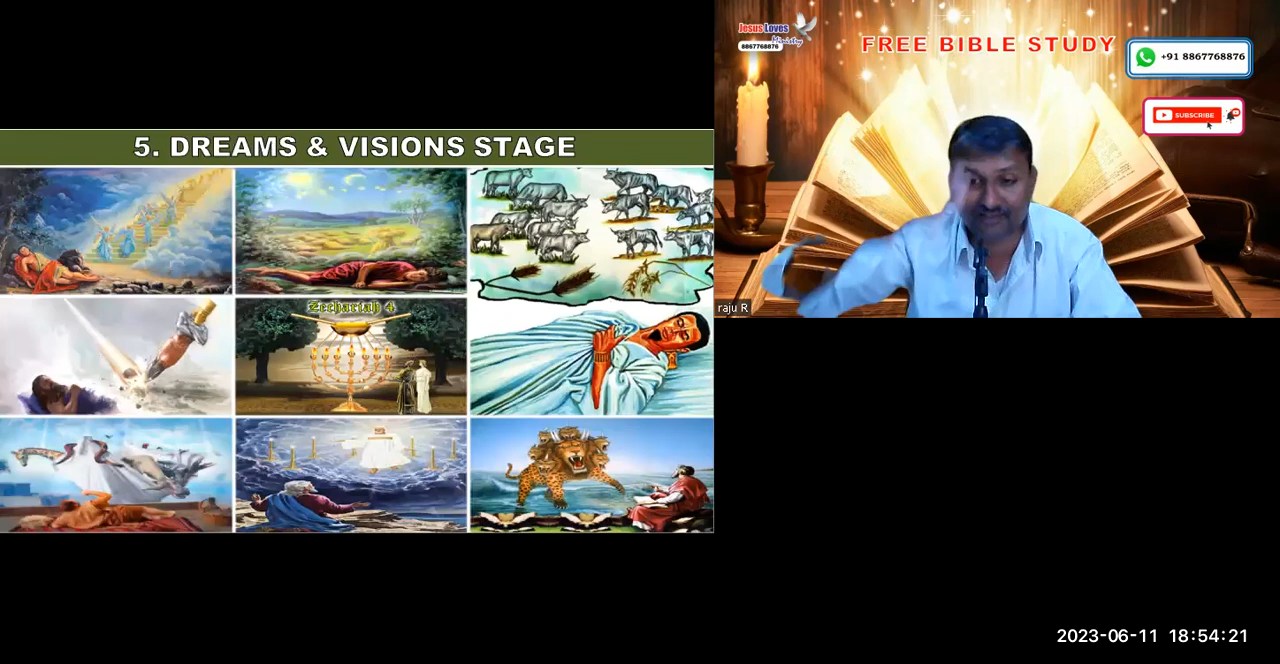 5. DREAMS & VISIONS STAGE
Zechariah 4
Jesus Loves
Ministry
8867768876
FREE BIBLE STUDY
+91 8867768876
SUBSCRIBE
raju R
2023-06-11 18:54:21